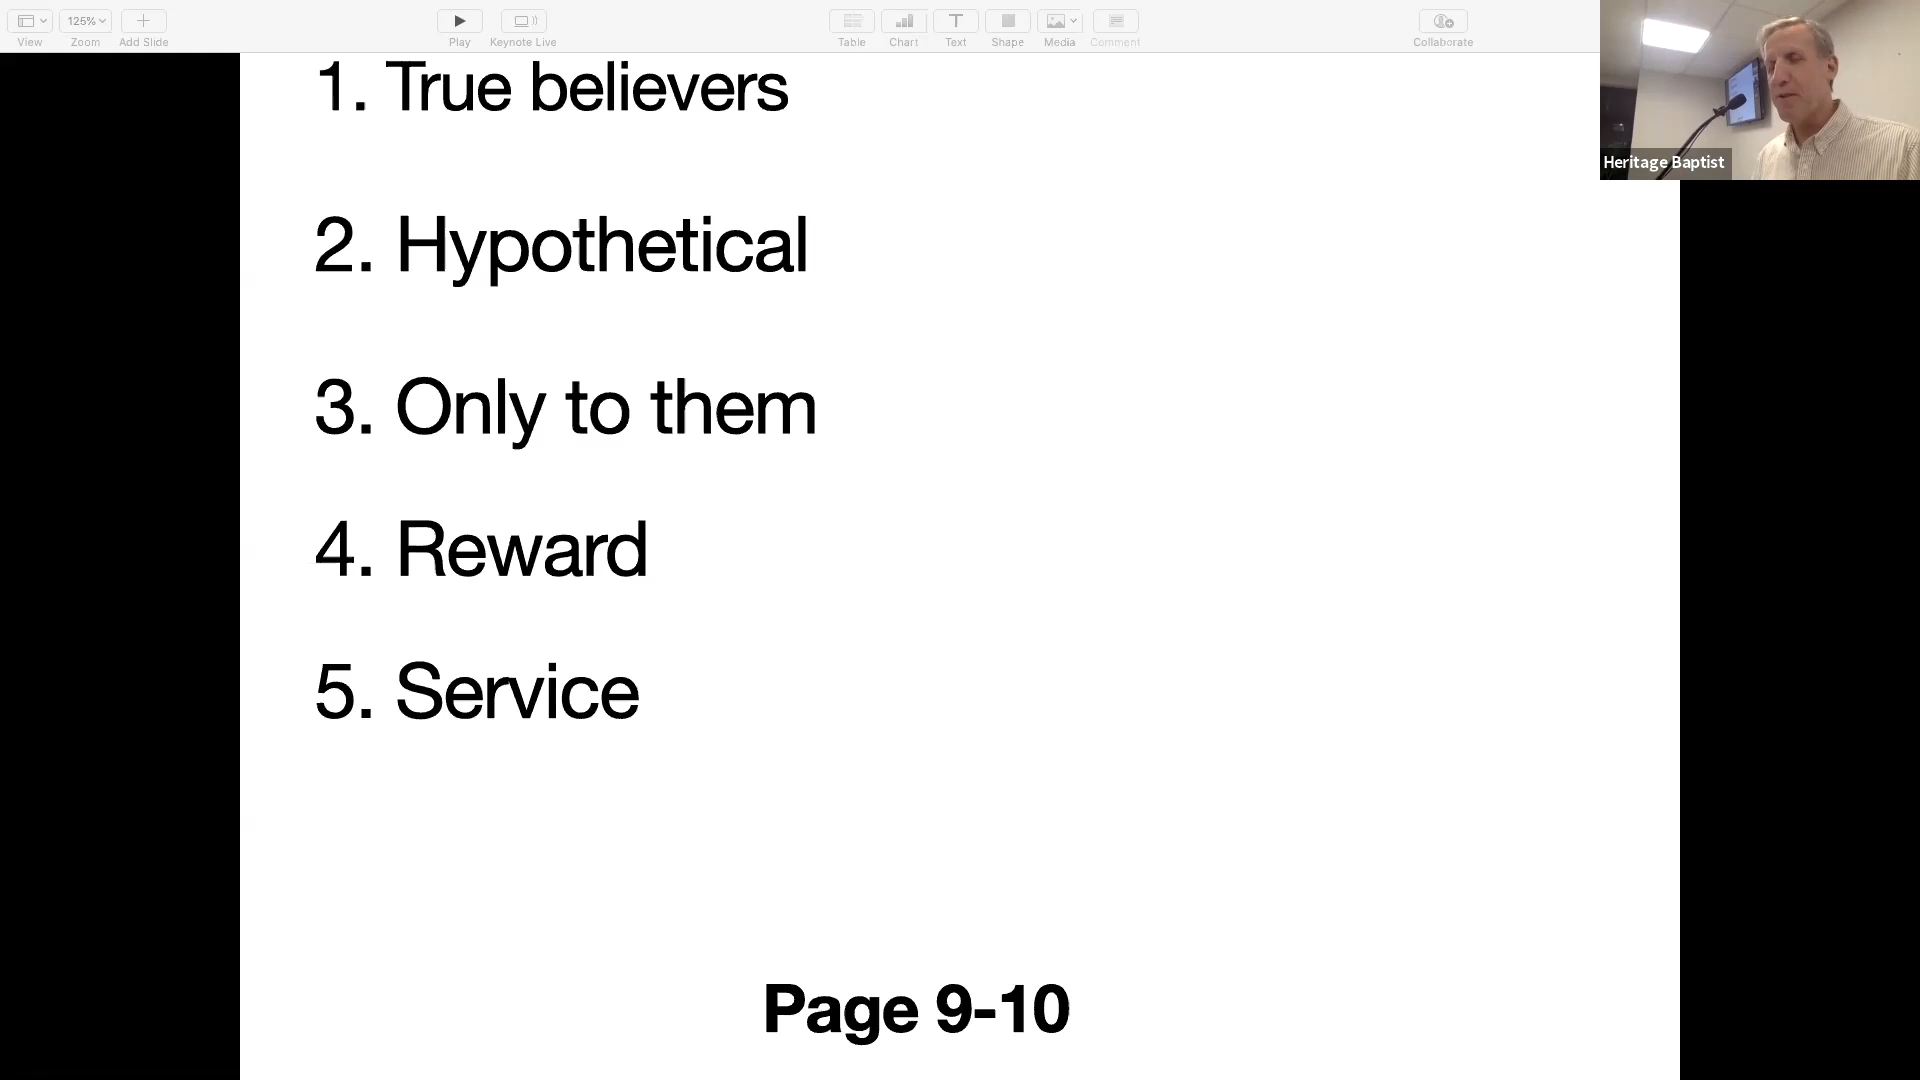 125%
View
Zoom
Add Slide
Play
Keynote Live
Table
Chart
Text
Shape
Media
Comment
Collaborate
Heritage Baptist
1. True believers
2. Hypothetical
3. Only to them
4. Reward
5. Service
Page 9-10